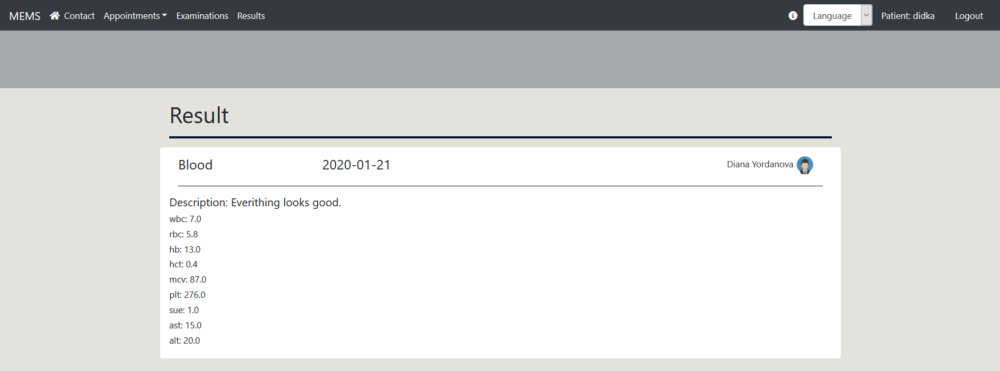 MEMS Contact Appointments Examinations Results Language Patient: didka Logout
Result
Blood 2020-01-21 Diana Yordanova
Description: Everithing looks good.
wbc: 7.0
rbc: 5.8
hb: 13.0
hct: 0.4
mcv: 87.0
plt: 276.0
sue: 1.0
ast: 15.0
alt: 20.0